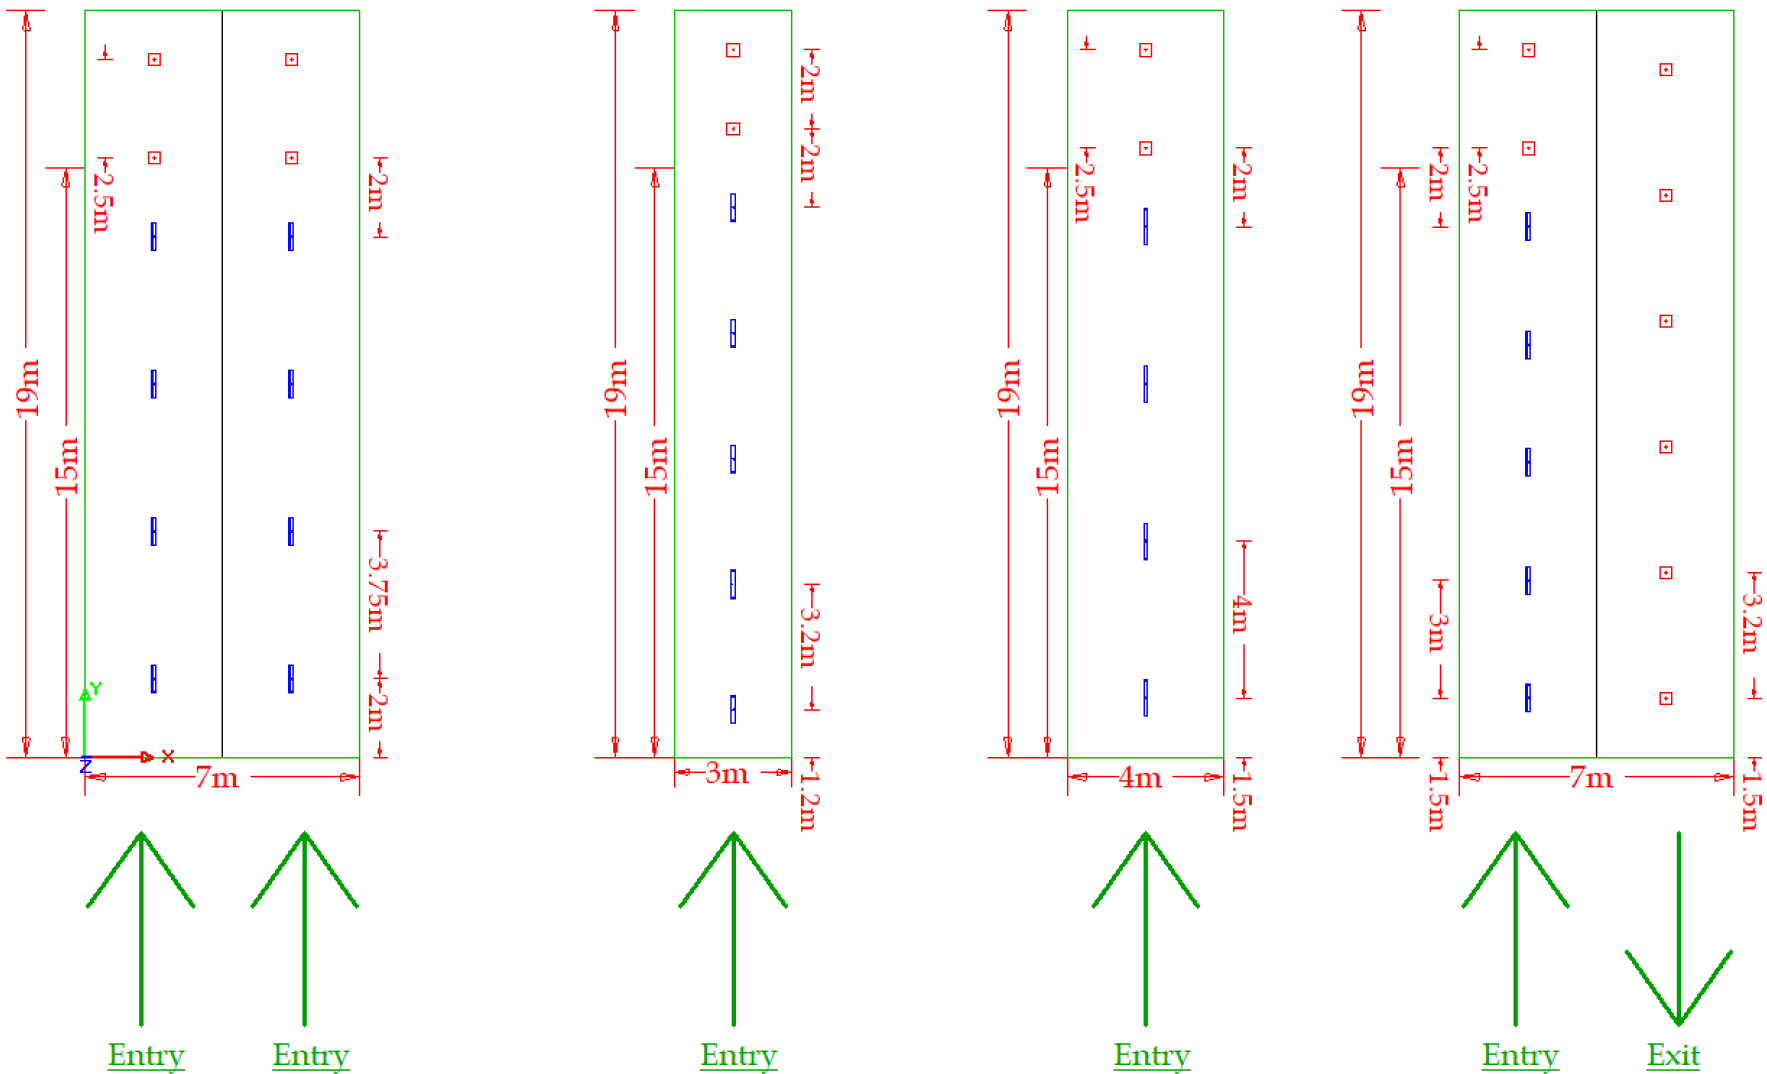 19m
15m
2.5m
2m
3.75m
2m
Y
X
Z
7m
Entry
Entry
19m
15m
2m
2m
3.2m
3m
1.2m
Entry
19m
15m
2.5m
2m
4m
4m
1.5m
Entry
19m
15m
2m
2.5m
3m
3.2m
1.5m
7m
1.5m
Entry
Exit